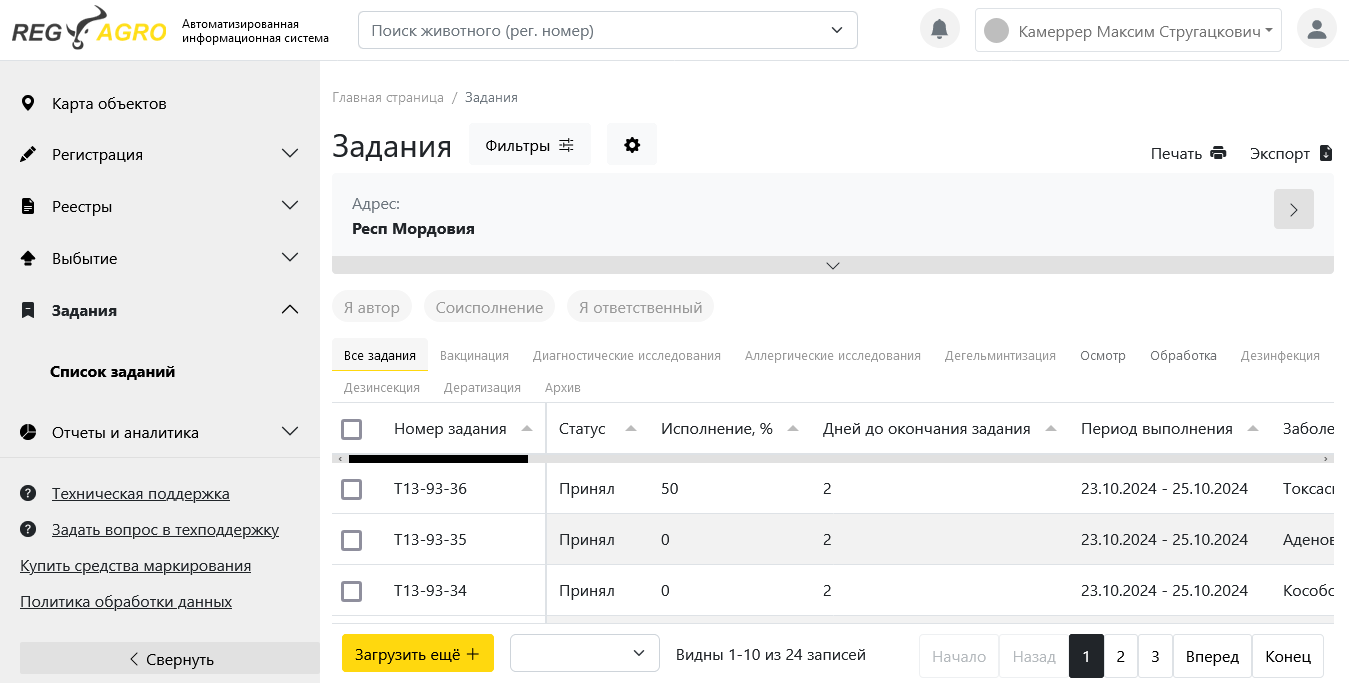 REG AGRO
Автоматизированная
информационная система
Поиск животного (рег. номер)
Камеррер Максим Стругацкович
Карта объектов
Регистрация
Реестры
Выбытие
Задания
Список заданий
Отчеты и аналитика
Техническая поддержка
Задать вопрос в техподдержку
Купить средства маркирования
Политика обработки данных
Свернуть
Главная страница / Задания
Задания Фильтры
Печать Экспорт
Адрес:
Респ Мордовия
Я автор Соисполнение Я ответственный
Все задания Вакцинация Диагностические исследования Аллергические исследования Дегельминтизация Осмотр Обработка Дезинфекция
Дезинсекция Дератизация Архив
Номер задания Статус Исполнение, % Дней до окончания задания Период выполнения Заболе
Т13-93-36 Принял 50 2 23.10.2024 - 25.10.2024 Токсас
Т13-93-35 Принял 0 2 23.10.2024 - 25.10.2024 Аденов
Т13-93-34 Принял 0 2 23.10.2024 - 25.10.2024 Кособо
Загрузить ещё + Видны 1-10 из 24 записей Начало Назад 1 2 3 Вперед Конец